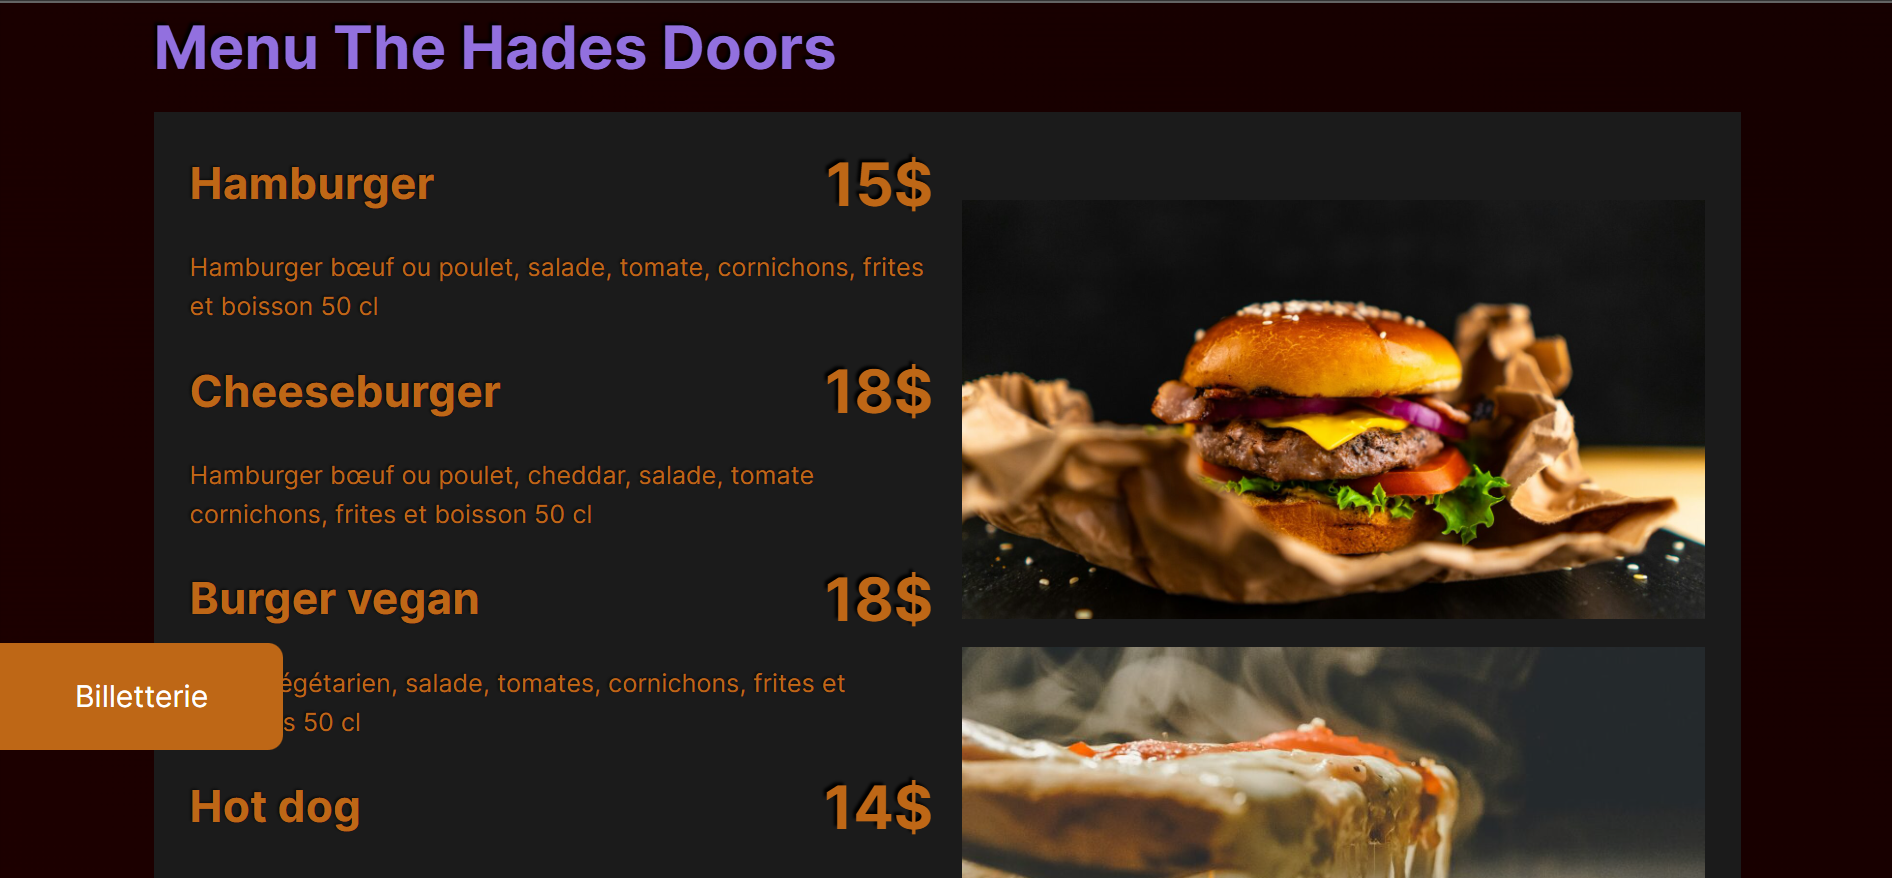 Menu The Hades Doors
Hamburger 15$
Hamburger bœuf ou poulet, salade, tomate, cornichons, frites
et boisson 50 cl
Cheeseburger 18$
Hamburger bœuf ou poulet, cheddar, salade, tomate
cornichons, frites et boisson 50 cl
Burger vegan 18$
égétarien, salade, tomates, cornichons, frites et
s 50 cl
Billetterie
Hot dog 14$